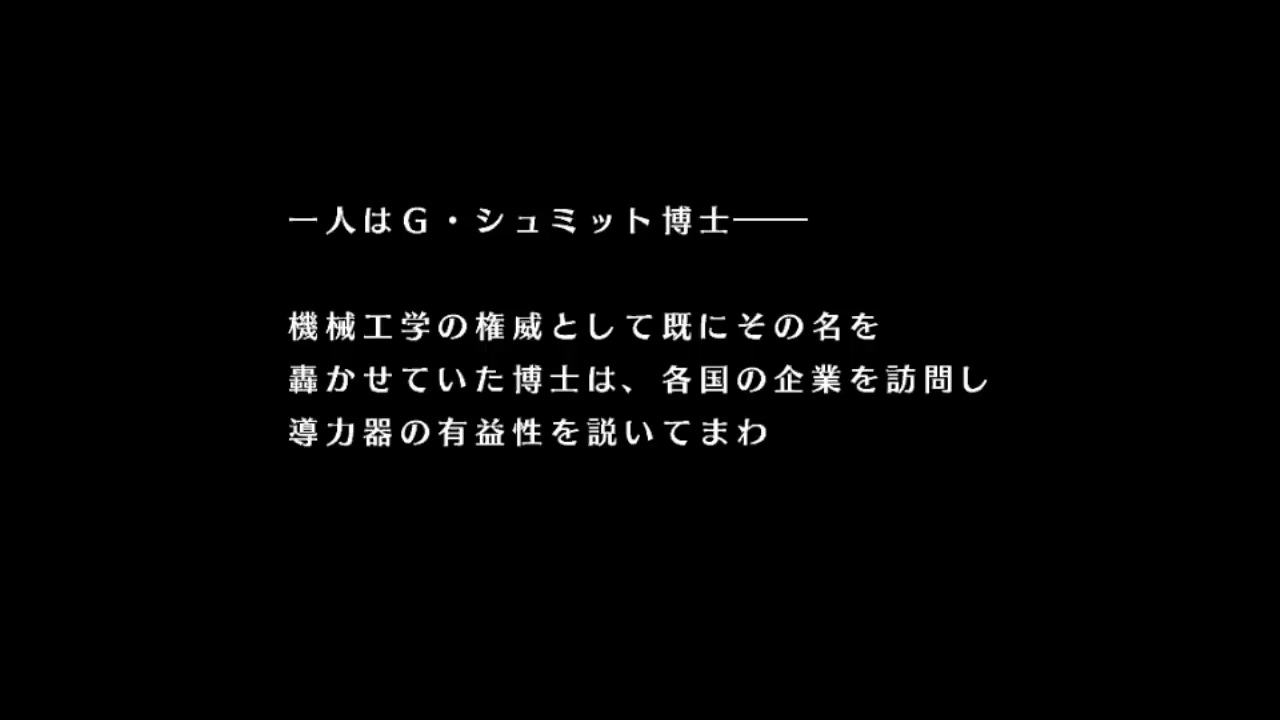 一人はＧ・シュミット博士――
機械工学の権威として既にその名を
轟かせていた博士は、各国の企業を訪問し
導力器の有益性を説いてまわ